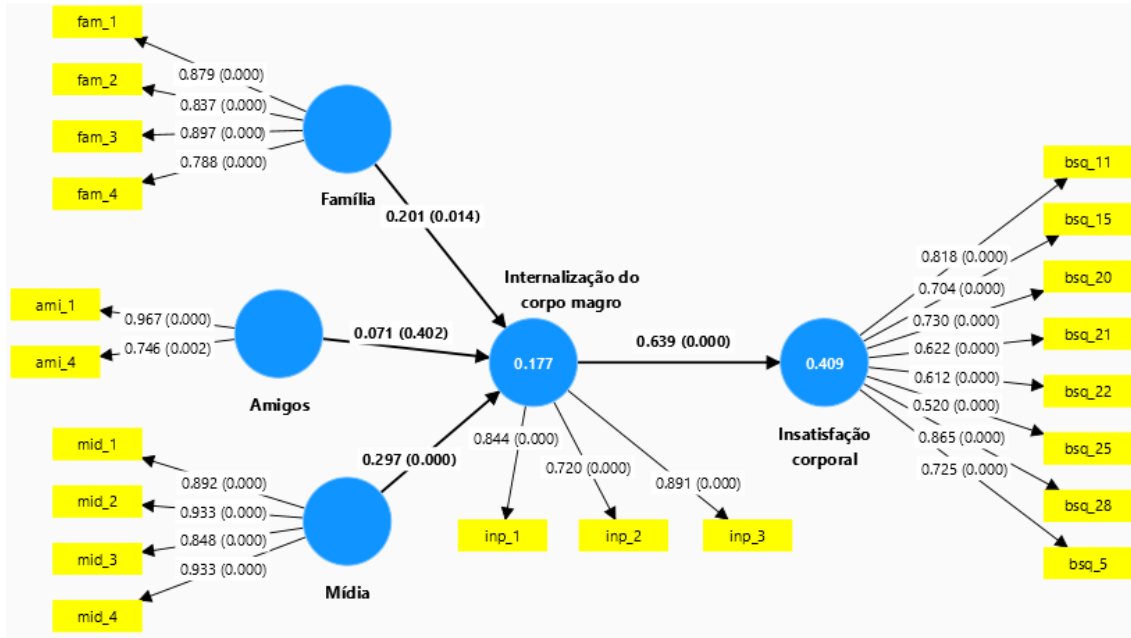 fam_1
fam_2
fam_3
fam_4
0.879 (0.000)
0.837 (0.000)
0.897 (0.000)
0.788 (0.000)
Família
0.201 (0.014)
ami_1
ami_4
0.967 (0.000)
0.746 (0.002)
Amigos
0.071 (0.402)
mid_1
mid_2
mid_3
mid_4
0.892 (0.000)
0.933 (0.000)
0.848 (0.000)
0.933 (0.000)
Mídia
0.297 (0.000)
Internalização do
corpo magro
0.177
0.844 (0.000)
0.720 (0.000)
0.891 (0.000)
inp_1
inp_2
inp_3
0.639 (0.000)
0.409
Insatisfação
corporal
0.818 (0.000)
0.704 (0.000)
0.730 (0.000)
0.622 (0.000)
0.612 (0.000)
0.520 (0.000)
0.865 (0.000)
0.725 (0.000)
bsq_11
bsq_15
bsq_20
bsq_21
bsq_22
bsq_25
bsq_28
bsq_5